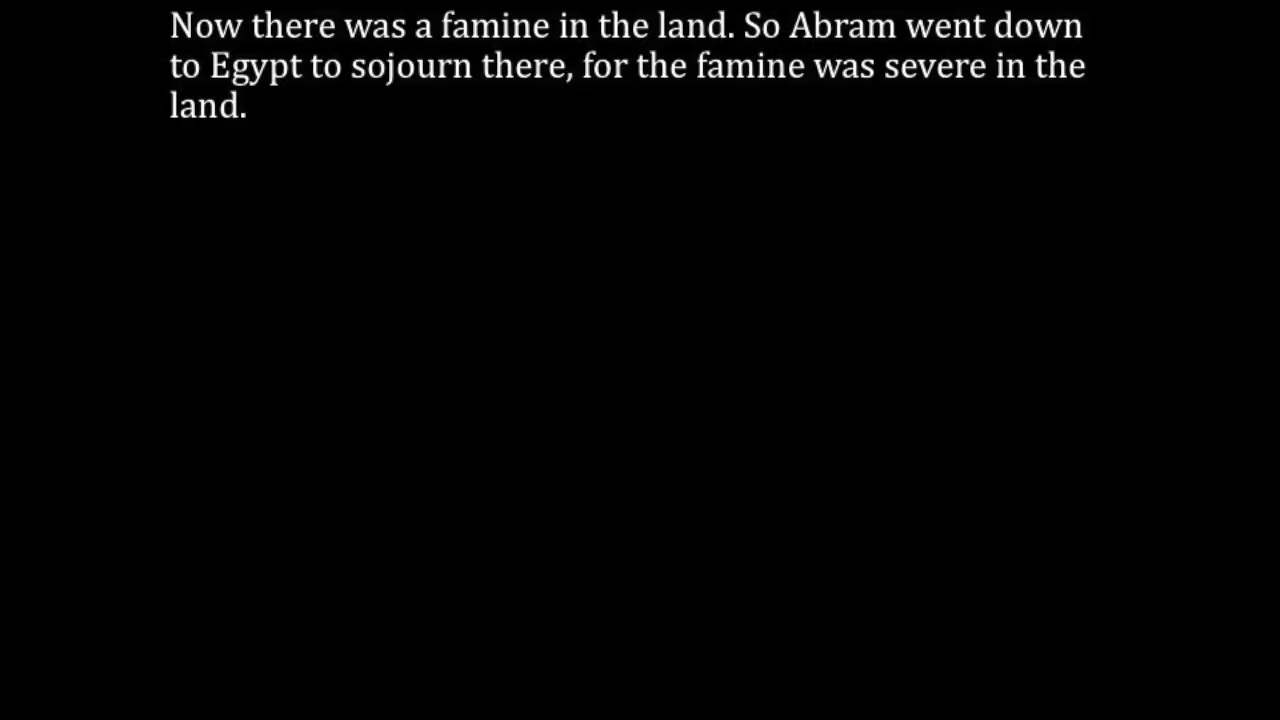 Now there was a famine in the land. So Abram went down
to Egypt to sojourn there, for the famine was severe in the
land.